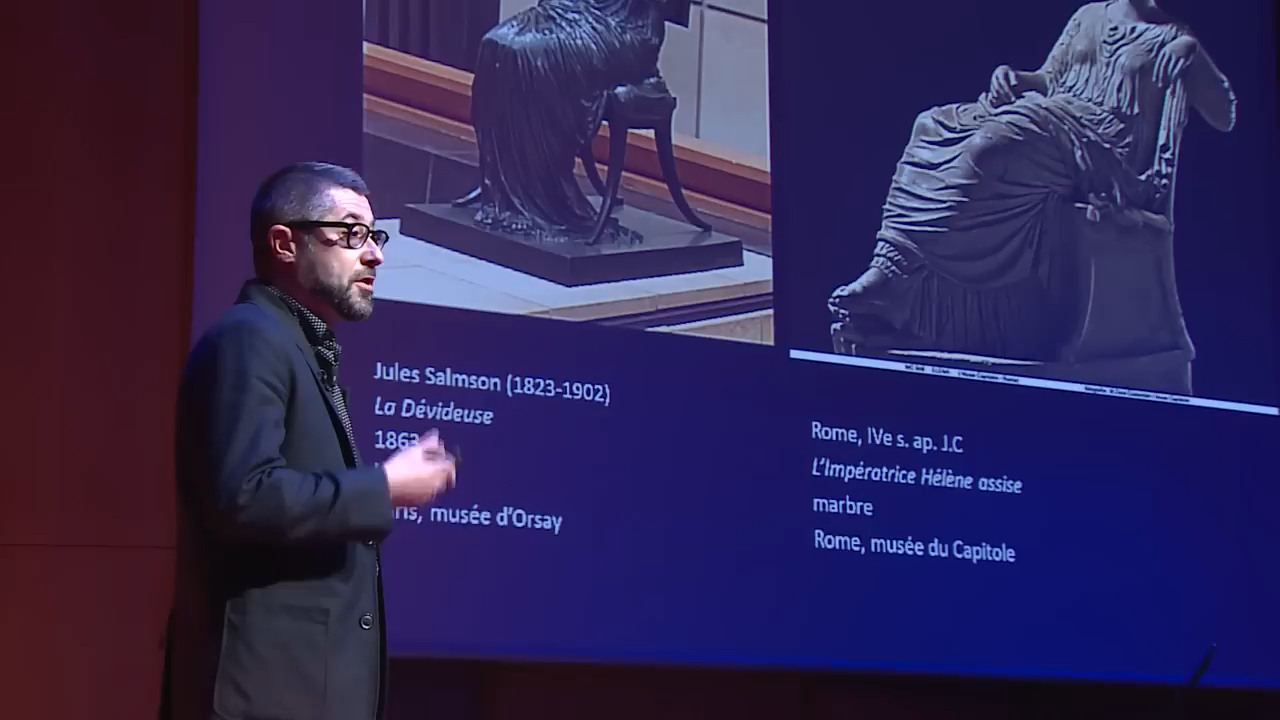 Jules Salmson (1823-1902)
La Dévideuse
1863
musée d'Orsay
Rome, IVe s. ap. J.C
L'Impératrice Hélène assise
marbre
Rome, musée du Capitole